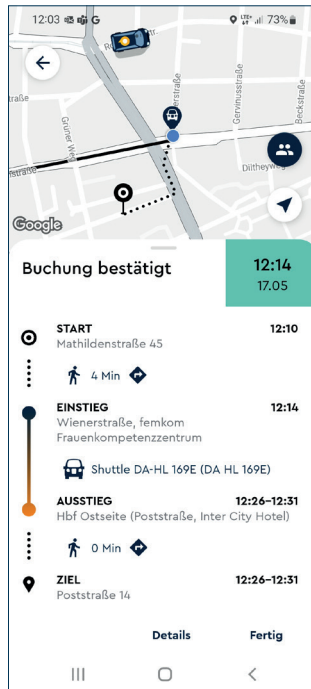 12:03
LTE+
73%
Gervinusstraße
Beckstraße
Grüner Weg
Diltheyweg
Google
Buchung bestätigt
12:14
17.05
START
12:10
Mathildenstraße 45
4 Min
EINSTIEG
12:14
Wienerstraße, femkom
Frauenkompetenzzentrum
Shuttle DA-HL 169E (DA HL 169E)
AUSSTIEG
12:26–12:31
Hbf Ostseite (Poststraße, Inter City Hotel)
0 Min
ZIEL
12:26–12:31
Poststraße 14
Details
Fertig